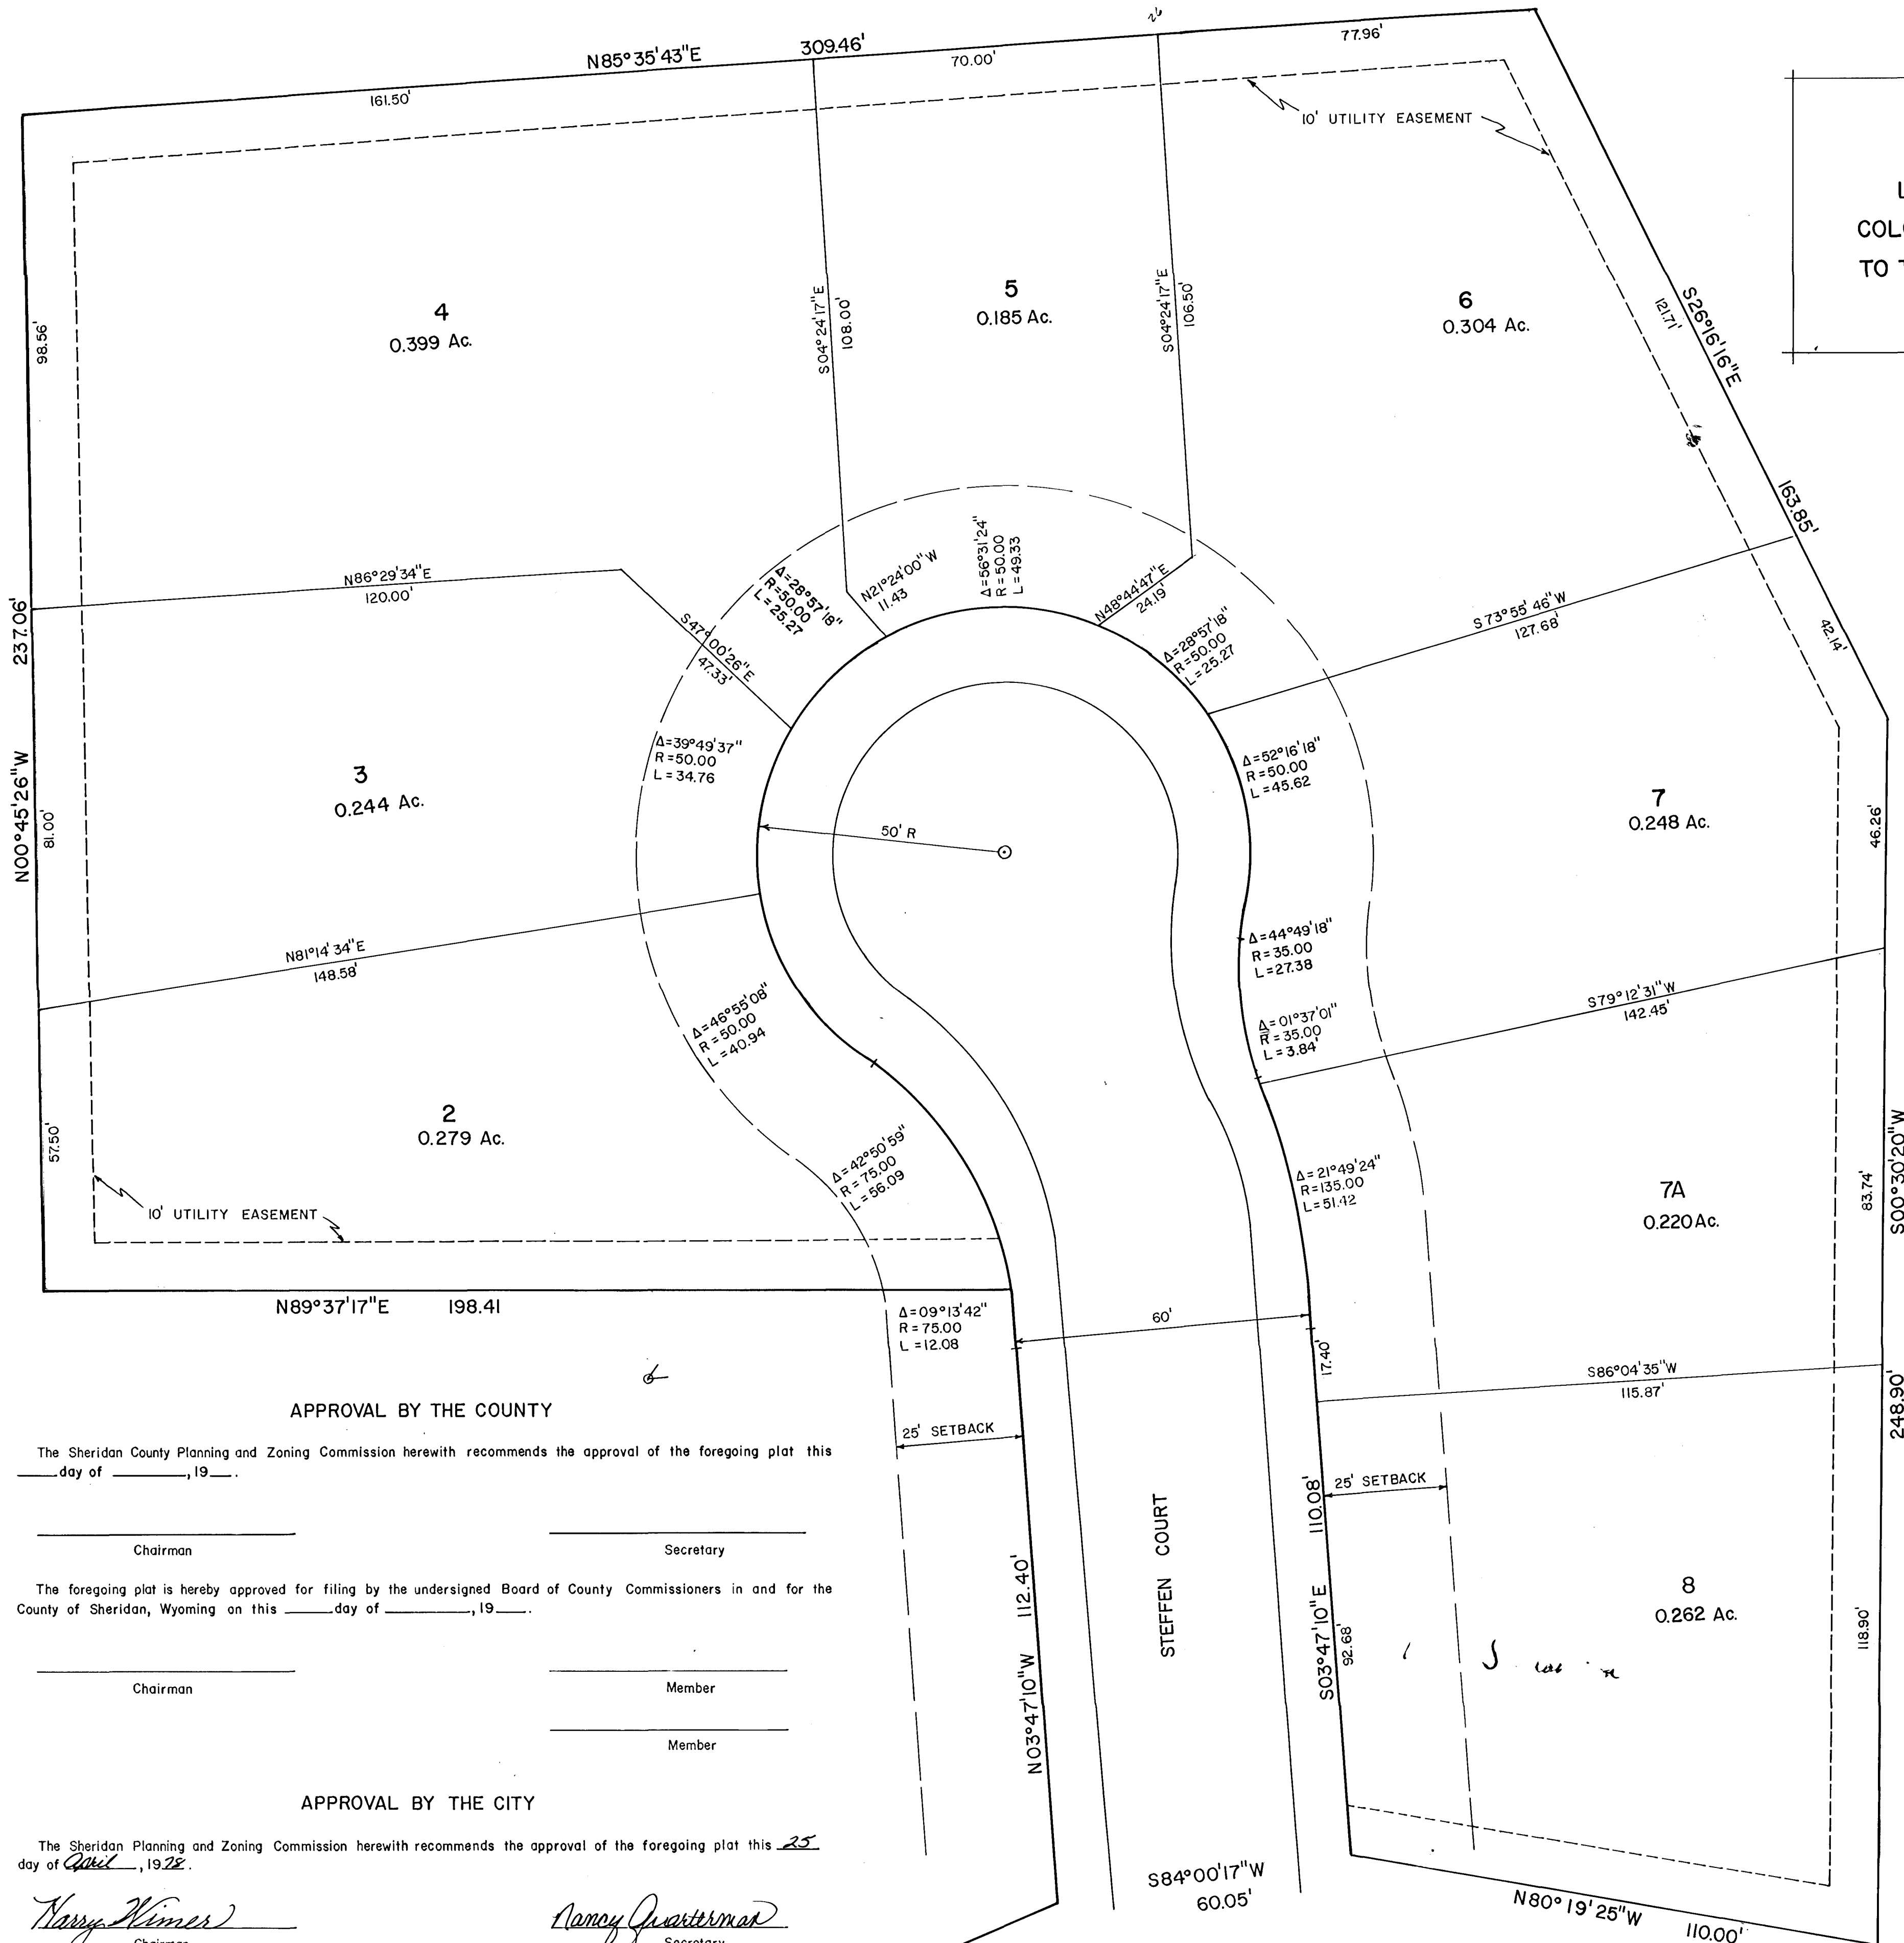 26
N85°35'43"E 309.46'
161.50'
70.00'
77.96'
10' UTILITY EASEMENT
L
COLO
TO T
4
0.399 Ac.
5
0.185 Ac.
6
0.304 Ac.
98.56'
S04°24'17"E
108.00'
S04°24'17"E
106.50'
121.71'
S26°16'16"E
163.85'
N86°29'34"E
120.00'
S47°00'26"E
47.33'
Δ=28°57'18"
R=50.00
L=25.27
N21°24'00"W
11.43
Δ=56°31'24"
R=50.00
L=49.33
N48°44'47"E
24.19'
Δ=28°57'18"
R=50.00
L=25.27
S73°55'46"W
127.68'
42.14'
237.06'
N00°45'26"W
81.00'
3
0.244 Ac.
Δ=39°49'37"
R=50.00
L=34.76
50' R
Δ=52°16'18"
R=50.00
L=45.62
7
0.248 Ac.
46.26'
N81°14'34"E
148.58'
Δ=44°49'18"
R=35.00
L=27.38
S79°12'31"W
142.45'
Δ=46°55'08"
R=50.00
L=40.94
Δ=01°37'01"
R=35.00
L=3.84'
57.50'
2
0.279 Ac.
Δ=42°50'59"
R=75.00
L=56.09
Δ=21°49'24"
R=135.00
L=51.42
7A
0.220 Ac.
83.74'
S00°30'20"W
248.90'
10' UTILITY EASEMENT
N89°37'17"E 198.41
Δ=09°13'42"
R=75.00
L=12.08
60'
17.40'
S86°04'35"W
115.87'
25' SETBACK
25' SETBACK
STEFFEN COURT
N03°47'10"W 112.40'
S03°47'10"E 110.08'
92.68'
8
0.262 Ac.
118.90'
S84°00'17"W
60.05'
N80°19'25"W 110.00'
APPROVAL BY THE COUNTY
The Sheridan County Planning and Zoning Commission herewith recommends the approval of the foregoing plat this
____ day of ________, 19__.
Chairman Secretary
The foregoing plat is hereby approved for filing by the undersigned Board of County Commissioners in and for the
County of Sheridan, Wyoming on this _____ day of _________, 19___.
Chairman Member
Member
APPROVAL BY THE CITY
The Sheridan Planning and Zoning Commission herewith recommends the approval of the foregoing plat this 25
day of April, 1978.
Harry Wimer Nancy Quarterman
Chairman Secretary